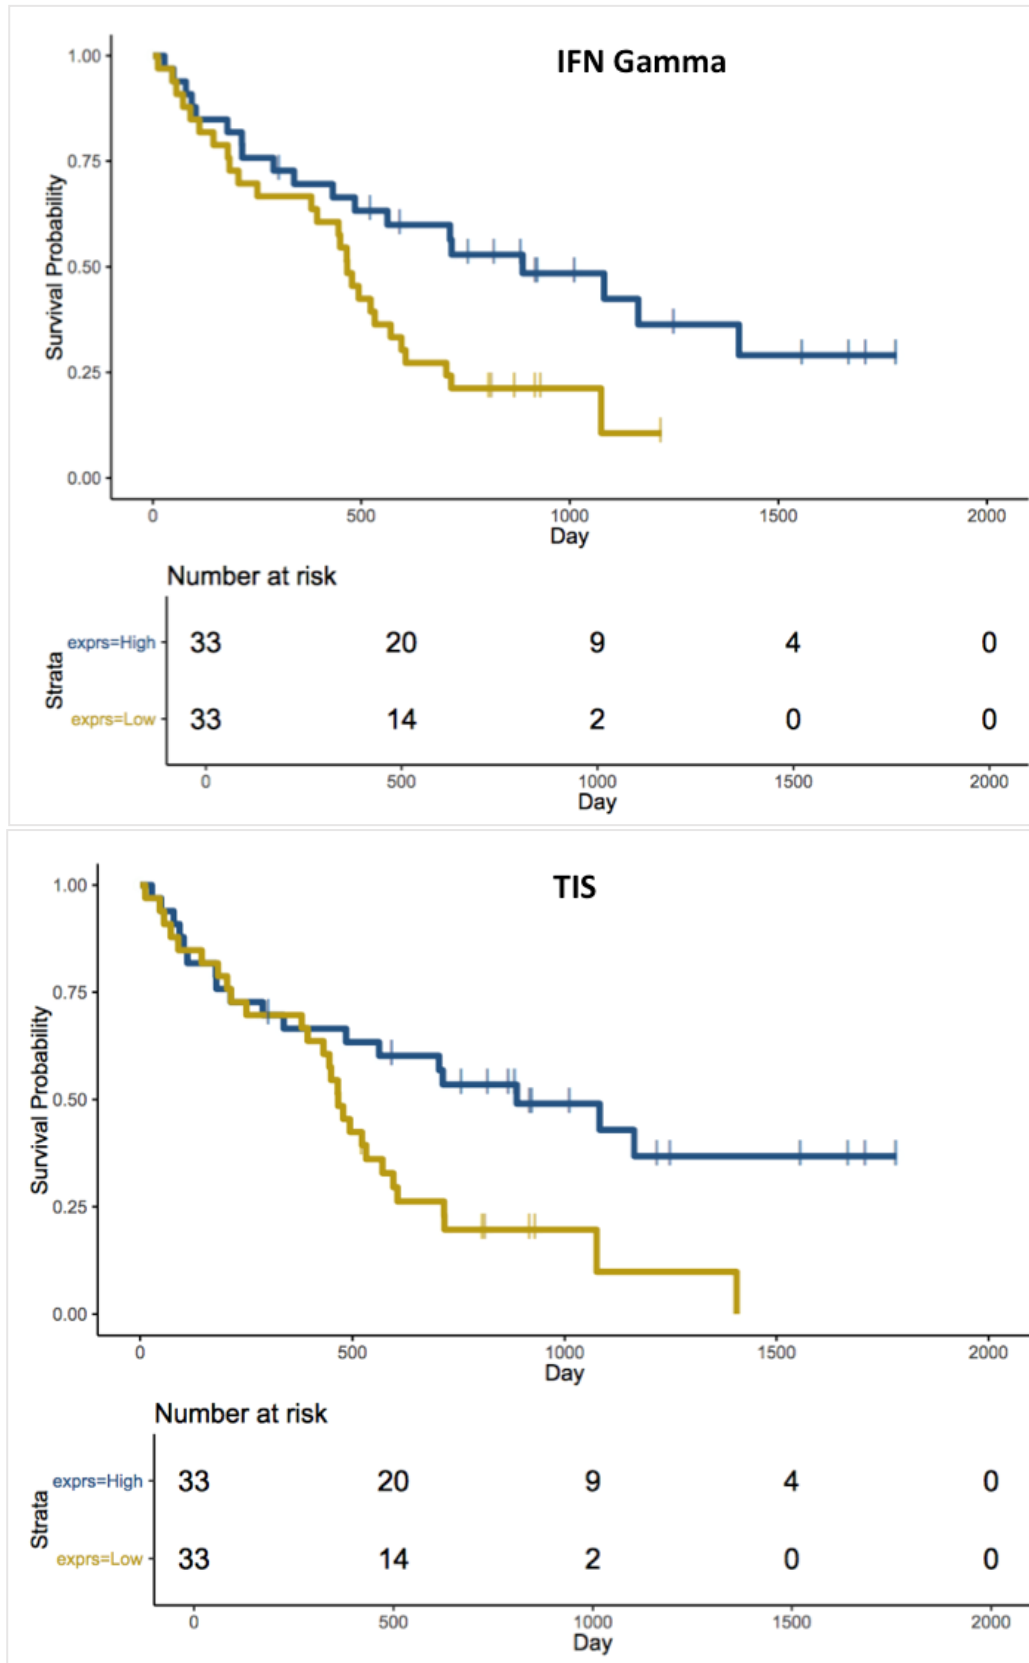 IFN Gamma
1.00
0.75
0.50
0.25
0.00
Survival Probability
0 500 1000 1500 2000
Day
Number at risk
Strata
exprs=High 33 20 9 4 0
exprs=Low 33 14 2 0 0
0 500 1000 1500 2000
Day
TIS
1.00
0.75
0.50
0.25
0.00
Survival Probability
0 500 1000 1500 2000
Day
Number at risk
Strata
exprs=High 33 20 9 4 0
exprs=Low 33 14 2 0 0
0 500 1000 1500 2000
Day